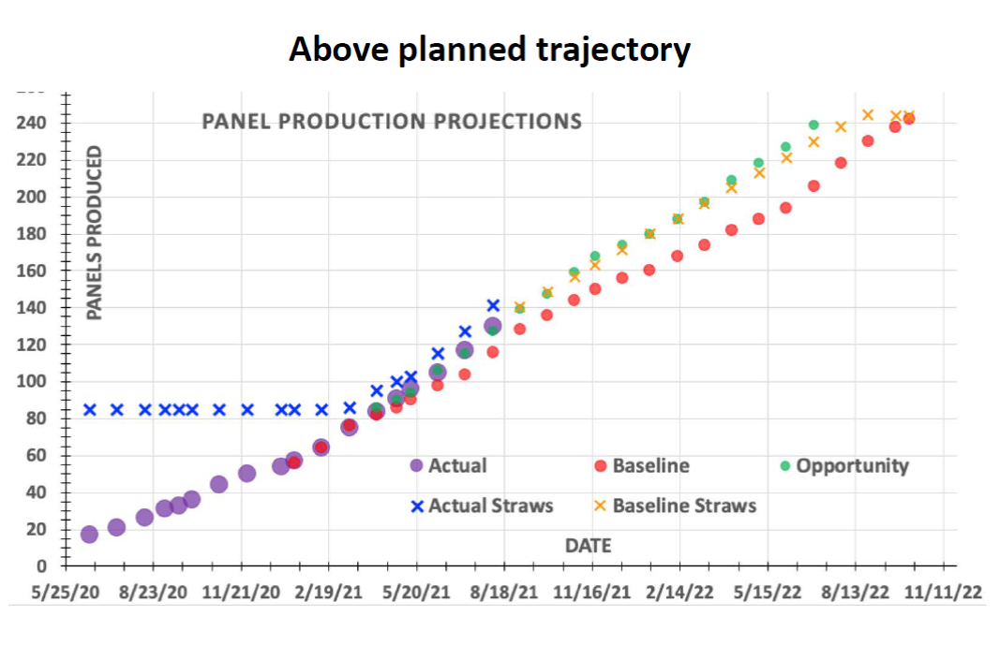 Above planned trajectory
PANEL PRODUCTION PROJECTIONS
PANELS PRODUCED
240
220
200
180
160
140
120
100
80
60
40
20
0
Actual Baseline Opportunity
Actual Straws Baseline Straws
DATE
5/25/20 8/23/20 11/21/20 2/19/21 5/20/21 8/18/21 11/16/21 2/14/22 5/15/22 8/13/22 11/11/22